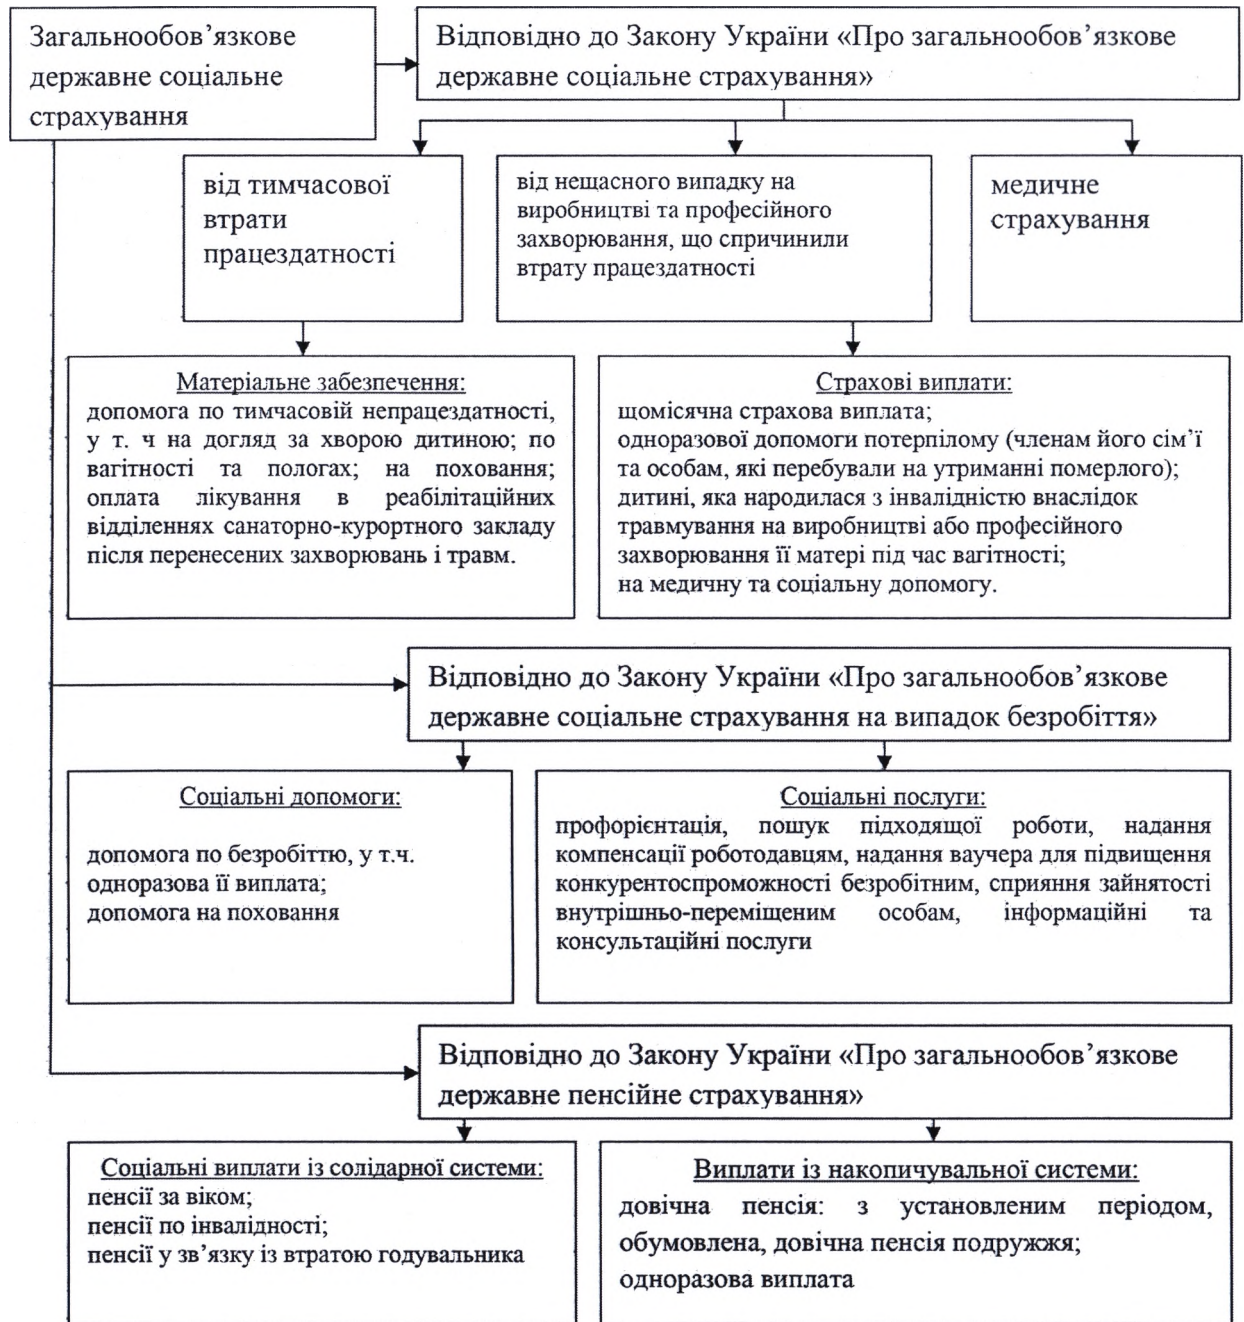 Загальнообов’язкове
державне соціальне
страхування
Відповідно до Закону України «Про загальнообов’язкове
державне соціальне страхування»
від тимчасової
втрати
працездатності
від нещасного випадку на
виробництві та професійного
захворювання, що спричинили
втрату працездатності
медичне
страхування
Матеріальне забезпечення:
допомога по тимчасовій непрацездатності,
у т. ч на догляд за хворою дитиною; по
вагітності та пологах; на поховання;
оплата лікування в реабілітаційних
відділеннях санаторно-курортного закладу
після перенесених захворювань і травм.
Страхові виплати:
щомісячна страхова виплата;
одноразової допомоги потерпілому (членам його сім’ї
та особам, які перебували на утриманні померлого);
дитині, яка народилася з інвалідністю внаслідок
травмування на виробництві або професійного
захворювання її матері під час вагітності;
на медичну та соціальну допомогу.
Відповідно до Закону України «Про загальнообов’язкове
державне соціальне страхування на випадок безробіття»
Соціальні допомоги:
допомога по безробіттю, у т.ч.
одноразова її виплата;
допомога на поховання
Соціальні послуги:
профорієнтація, пошук підходящої роботи, надання
компенсації роботодавцям, надання ваучера для підвищення
конкурентоспроможності безробітним, сприяння зайнятості
внутрішньо-переміщеним особам, інформаційні та
консультаційні послуги
Відповідно до Закону України «Про загальнообов’язкове
державне пенсійне страхування»
Соціальні виплати із солідарної системи:
пенсії за віком;
пенсії по інвалідності;
пенсії у зв’язку із втратою годувальника
Виплати із накопичувальної системи:
довічна пенсія: з установленим періодом,
обумовлена, довічна пенсія подружжя;
одноразова виплата